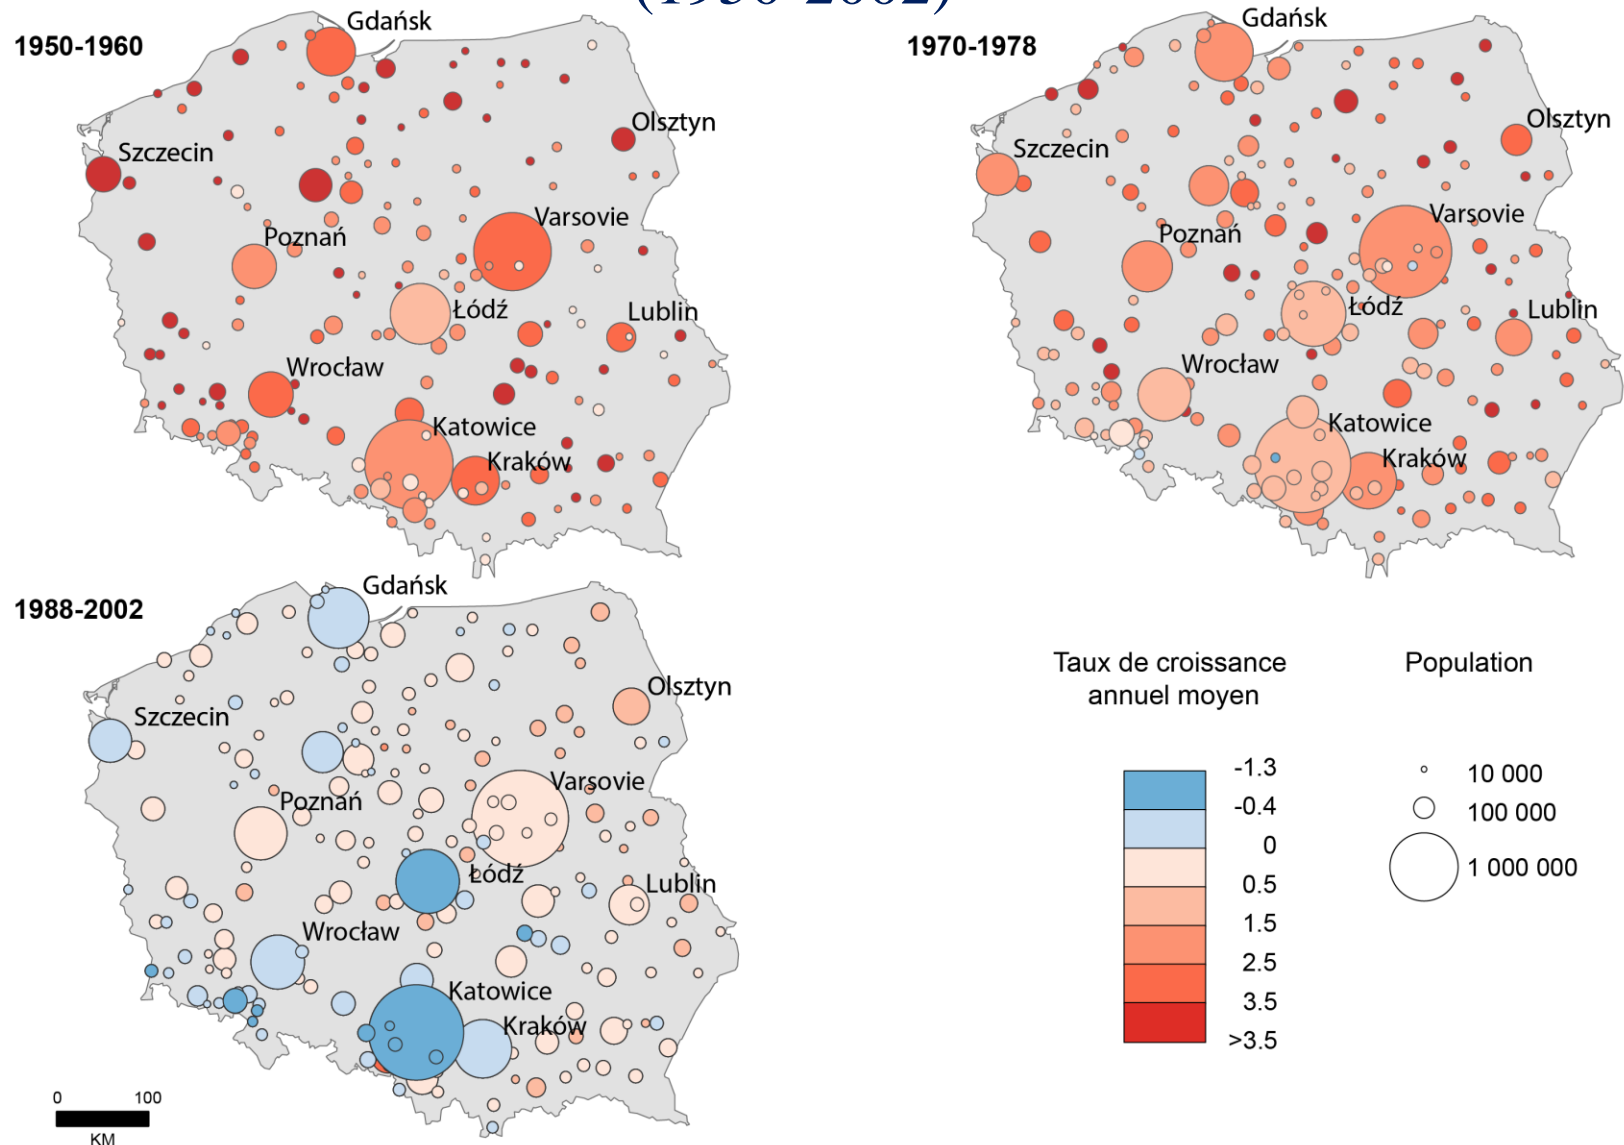 (1950-2002)
1950-1960
Gdańsk
Olsztyn
Szczecin
Varsovie
Poznań
Łódź
Lublin
Wrocław
Katowice
Kraków
1970-1978
Gdańsk
Olsztyn
Szczecin
Varsovie
Poznań
Łódź
Lublin
Wrocław
Katowice
Kraków
1988-2002
Gdańsk
Olsztyn
Szczecin
Varsovie
Poznań
Łódź
Lublin
Wrocław
Katowice
Kraków
0 100
KM
Taux de croissance
annuel moyen
-1.3
-0.4
0
0.5
1.5
2.5
3.5
>3.5
Population
10 000
100 000
1 000 000